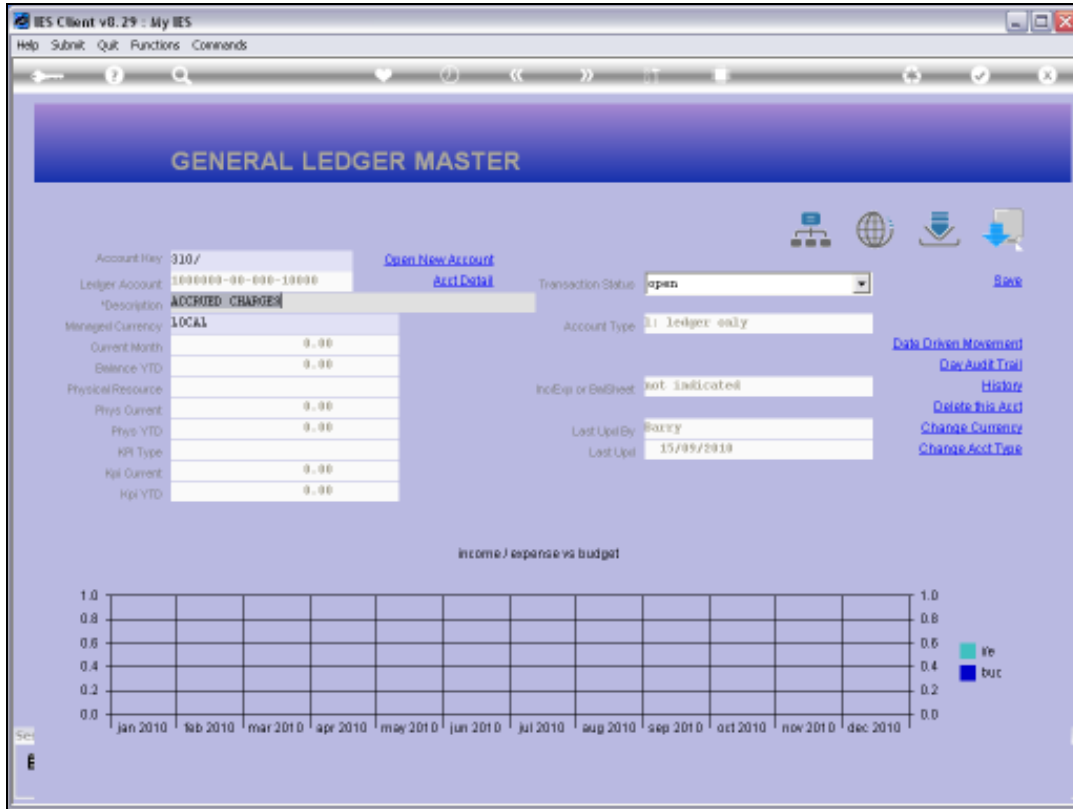 IES Client v8.29 : My IES
Help Submit Quit Functions Commands
GENERAL LEDGER MASTER
Account Key 310/ Open New Account
Ledger Account 1000000-00-000-10000 Acct Detail Transaction Status open Save
*Description ACCRUED CHARGES
Managed Currency LOCAL Account Type 1: ledger only
Current Month 0.00 Date Driven Movement
Balance YTD 0.00 Day Audit Trail
Physical Resource Inc/Exp or BalSheet not indicated History
Phys Current 0.00 Delete this Acct
Phys YTD 0.00 Last Upd By Barry Change Currency
KPI Type Last Upd 15/09/2010 Change Acct Type
Kpi Current 0.00
Kpi YTD 0.00
income / expense vs budget
1.0 1.0
0.8 0.8
0.6 0.6
0.4 0.4
0.2 0.2
0.0 0.0
i/e
buc
jan 2010 feb 2010 mar 2010 apr 2010 may 2010 jun 2010 jul 2010 aug 2010 sep 2010 oct 2010 nov 2010 dec 2010